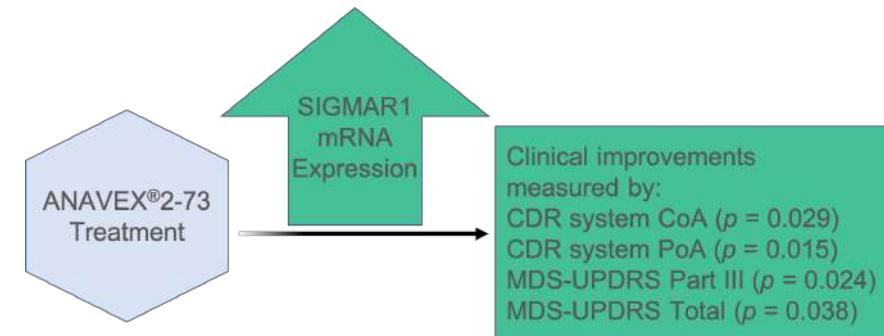 ANAVEX®2-73
Treatment
SIGMAR1
mRNA
Expression
Clinical improvements
measured by:
CDR system CoA (p = 0.029)
CDR system PoA (p = 0.015)
MDS-UPDRS Part III (p = 0.024)
MDS-UPDRS Total (p = 0.038)